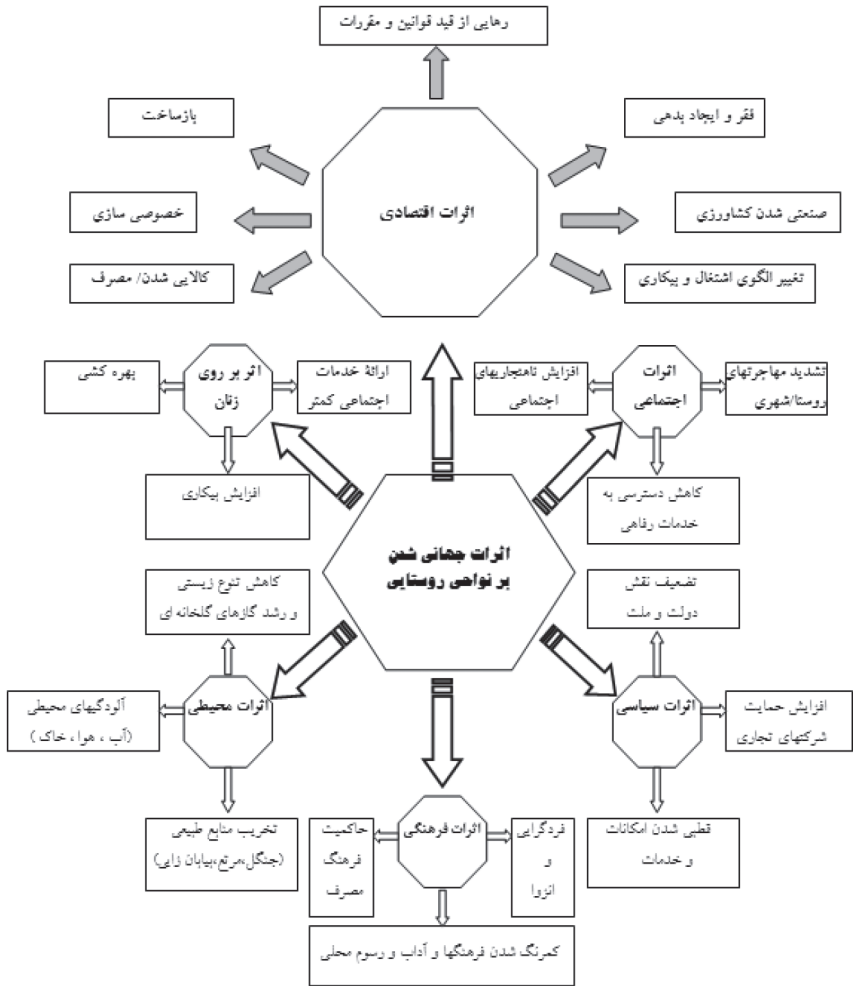 رهایی از قید قوانین و مقررات
فقر و ایجاد بدهی
بازساخت
اثرات اقتصادی
صنعتی شدن کشاورزی
خصوصی سازی
تغییر الگوی اشتغال و بیکاری
کالایی شدن/ مصرف
تشدید مهاجرتهای
روستا/شهری
اثرات
اجتماعی
افزایش ناهنجاریهای
اجتماعی
کاهش دسترسی به
خدمات رفاهی
ارائهٔ خدمات
اجتماعی کمتر
اثر بر روی
زنان
بهره کشی
افزایش بیکاری
اثرات جهانی شدن
بر نواحی روستایی
تضعیف نقش
دولت و ملت
اثرات سیاسی
افزایش حمایت
شرکتهای تجاری
قطبی شدن امکانات
و خدمات
کاهش تنوع زیستی
و رشد گازهای گلخانه ای
اثرات محیطی
آلودگیهای محیطی
(آب ، هوا ، خاک )
تخریب منابع طبیعی
(جنگل،مرتع،بیابان زایی)
فردگرایی
و
انزوا
اثرات فرهنگی
حاکمیت
فرهنگ
مصرف
کمرنگ شدن فرهنگها و آداب و رسوم محلی